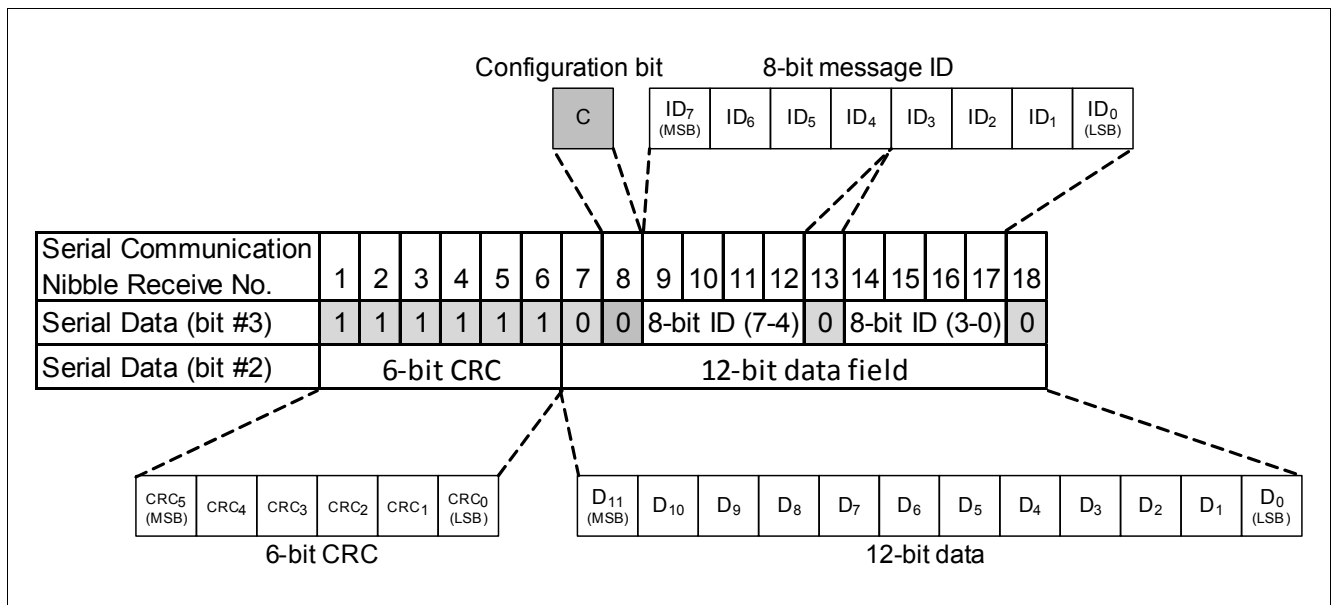 Configuration bit 8-bit message ID
C ID7 (MSB) ID6 ID5 ID4 ID3 ID2 ID1 ID0 (LSB)
Serial Communication
Nibble Receive No. 1 2 3 4 5 6 7 8 9 10 11 12 13 14 15 16 17 18
Serial Data (bit #3) 1 1 1 1 1 1 0 0 8-bit ID (7-4) 0 8-bit ID (3-0) 0
Serial Data (bit #2) 6-bit CRC 12-bit data field
CRC5 (MSB) CRC4 CRC3 CRC2 CRC1 CRC0 (LSB) D11 (MSB) D10 D9 D8 D7 D6 D5 D4 D3 D2 D1 D0 (LSB)
6-bit CRC 12-bit data